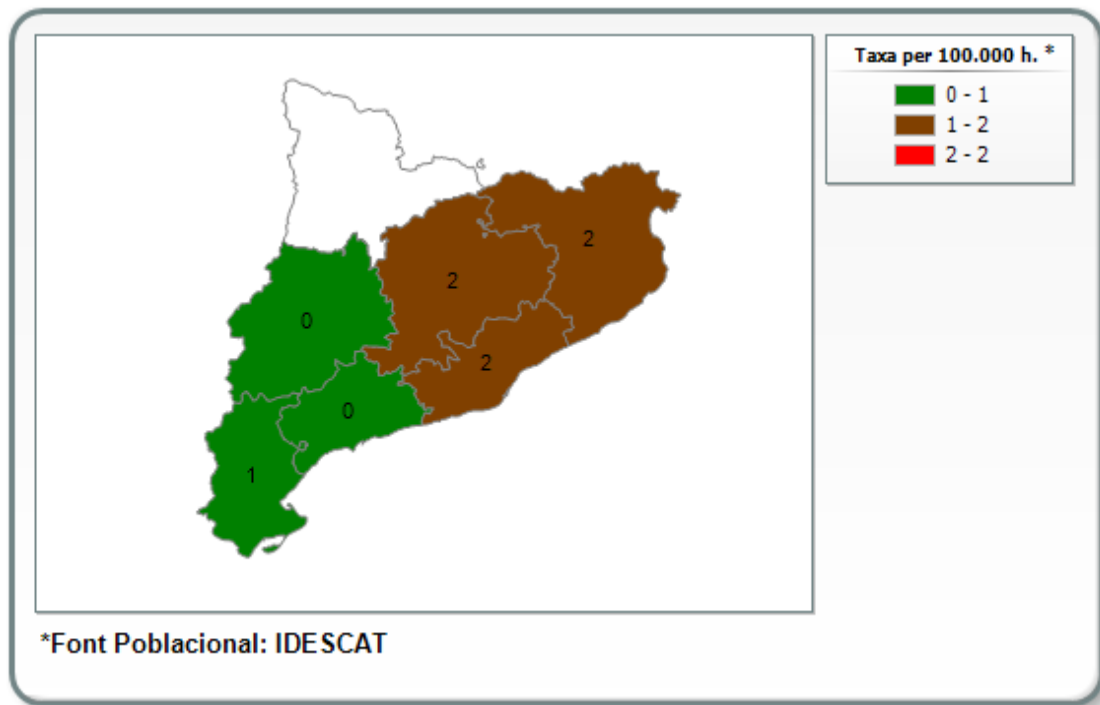 Taxa per 100.000 h. *
0 - 1
1 - 2
2 - 2
2
2
0
2
0
1
*Font Poblacional: IDESCAT